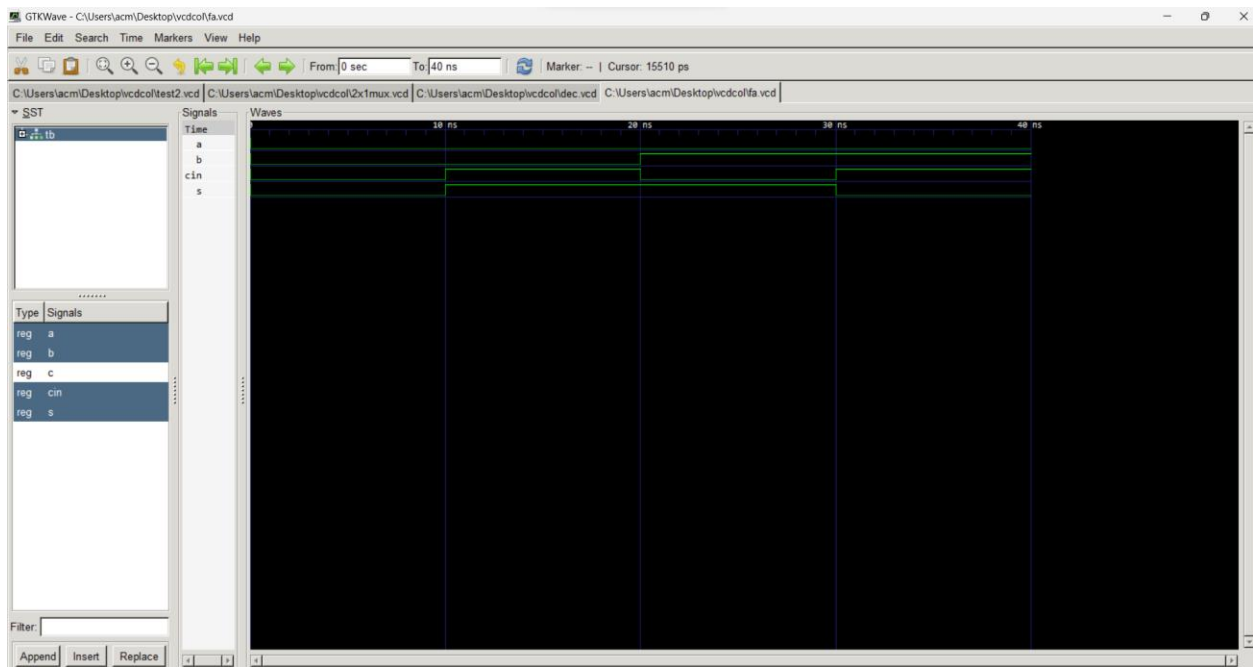 GTKWave - C:\Users\acm\Desktop\vcdcol\fa.vcd
File Edit Search Time Markers View Help
From: 0 sec To: 40 ns Marker: -- | Cursor: 15510 ps
C:\Users\acm\Desktop\vcdcol\test2.vcd C:\Users\acm\Desktop\vcdcol\2x1mux.vcd C:\Users\acm\Desktop\vcdcol\dec.vcd C:\Users\acm\Desktop\vcdcol\fa.vcd
SST
tb
Type Signals
reg a
reg b
reg c
reg cin
reg s
Filter:
Append Insert Replace
Signals
Time
a
b
cin
s
Waves
10 ns 20 ns 30 ns 40 ns